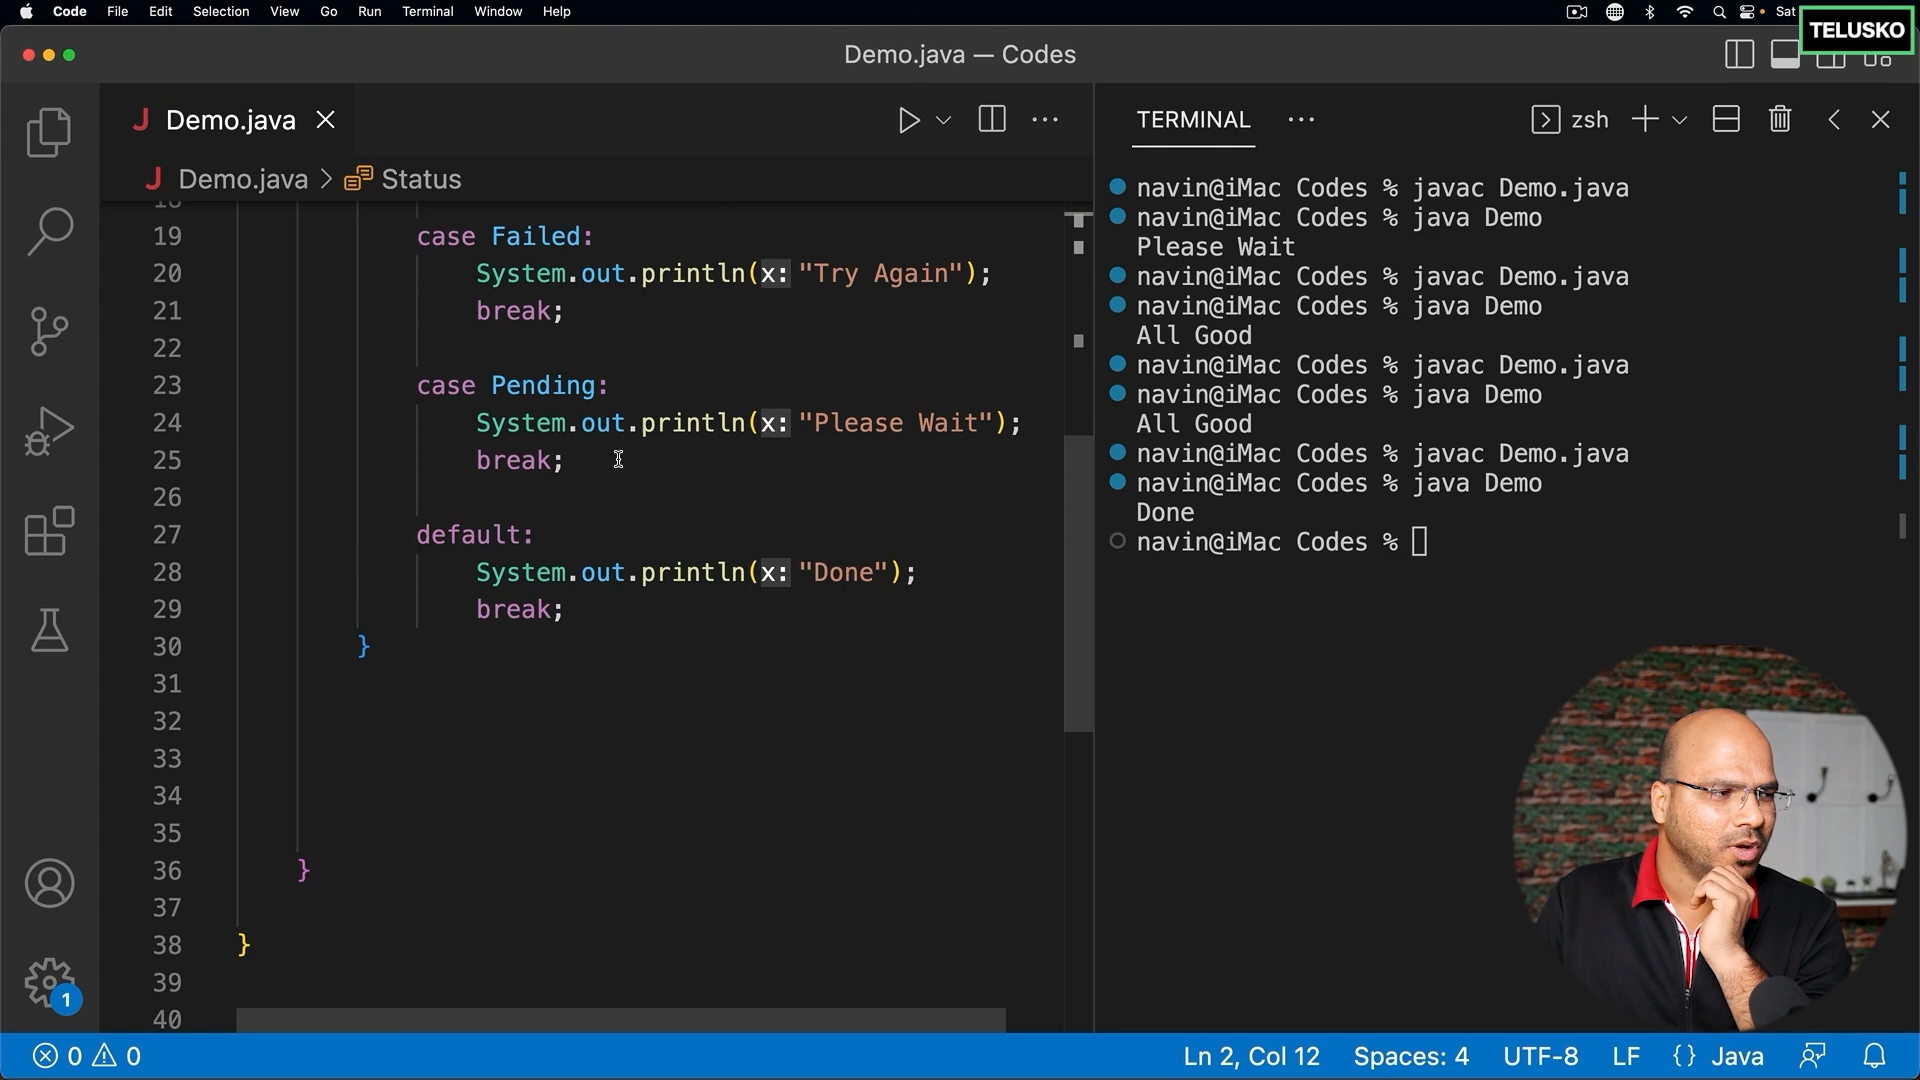 Code File Edit Selection View Go Run Terminal Window Help Sat
TELUSKO
Demo.java — Codes
Demo.java
Demo.java > Status
19 case Failed:
20 System.out.println(x: "Try Again");
21 break;
22
23 case Pending:
24 System.out.println(x: "Please Wait");
25 break;
26
27 default:
28 System.out.println(x: "Done");
29 break;
30 }
31
32
33
34
35
36 }
37
38 }
39
40
TERMINAL zsh
navin@iMac Codes % javac Demo.java
navin@iMac Codes % java Demo
Please Wait
navin@iMac Codes % javac Demo.java
navin@iMac Codes % java Demo
All Good
navin@iMac Codes % javac Demo.java
navin@iMac Codes % java Demo
All Good
navin@iMac Codes % javac Demo.java
navin@iMac Codes % java Demo
Done
navin@iMac Codes %
1
0 0 Ln 2, Col 12 Spaces: 4 UTF-8 LF {} Java